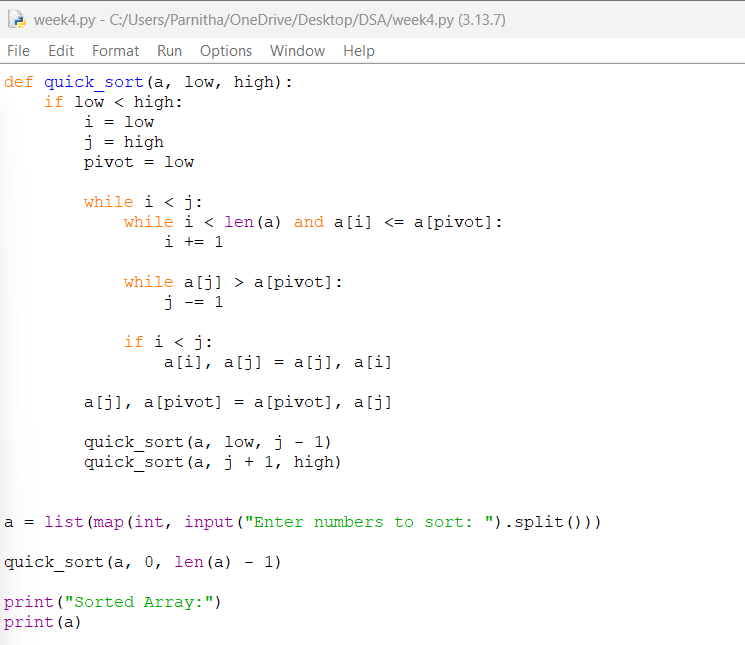 week4.py - C:/Users/Parnitha/OneDrive/Desktop/DSA/week4.py (3.13.7)
File Edit Format Run Options Window Help
def quick_sort(a, low, high):
    if low < high:
        i = low
        j = high
        pivot = low

        while i < j:
            while i < len(a) and a[i] <= a[pivot]:
                i += 1

            while a[j] > a[pivot]:
                j -= 1

            if i < j:
                a[i], a[j] = a[j], a[i]

        a[j], a[pivot] = a[pivot], a[j]

        quick_sort(a, low, j - 1)
        quick_sort(a, j + 1, high)


a = list(map(int, input("Enter numbers to sort: ").split()))

quick_sort(a, 0, len(a) - 1)

print("Sorted Array:")
print(a)